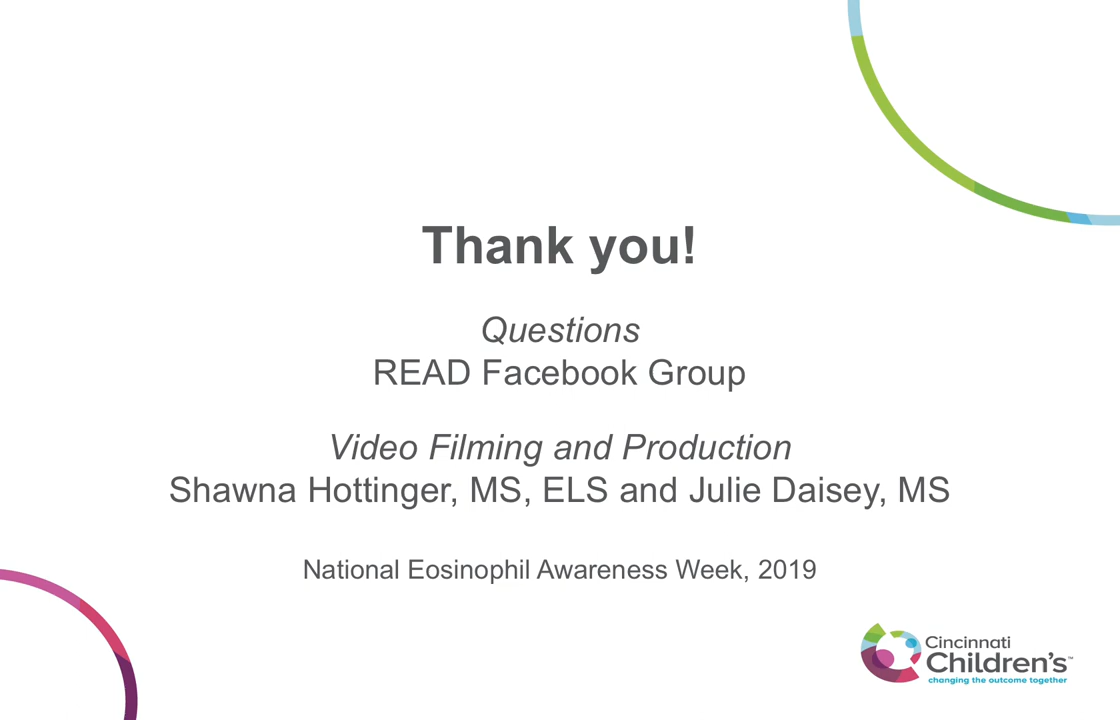 Thank you!
Questions
READ Facebook Group
Video Filming and Production
Shawna Hottinger, MS, ELS and Julie Daisey, MS
National Eosinophil Awareness Week, 2019
Cincinnati
Children's™
changing the outcome together